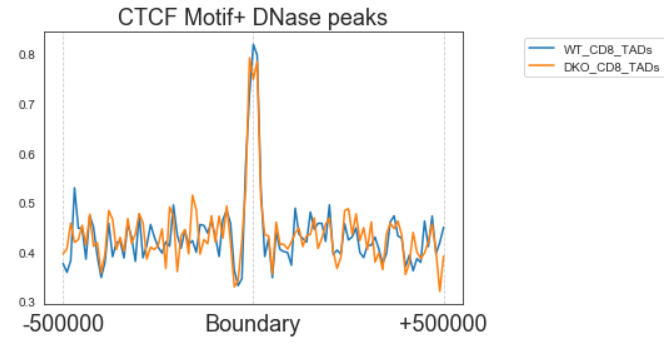 CTCF Motif+ DNase peaks
WT_CD8_TADs
DKO_CD8_TADs
0.8
0.7
0.6
0.5
0.4
0.3
-500000 Boundary +500000